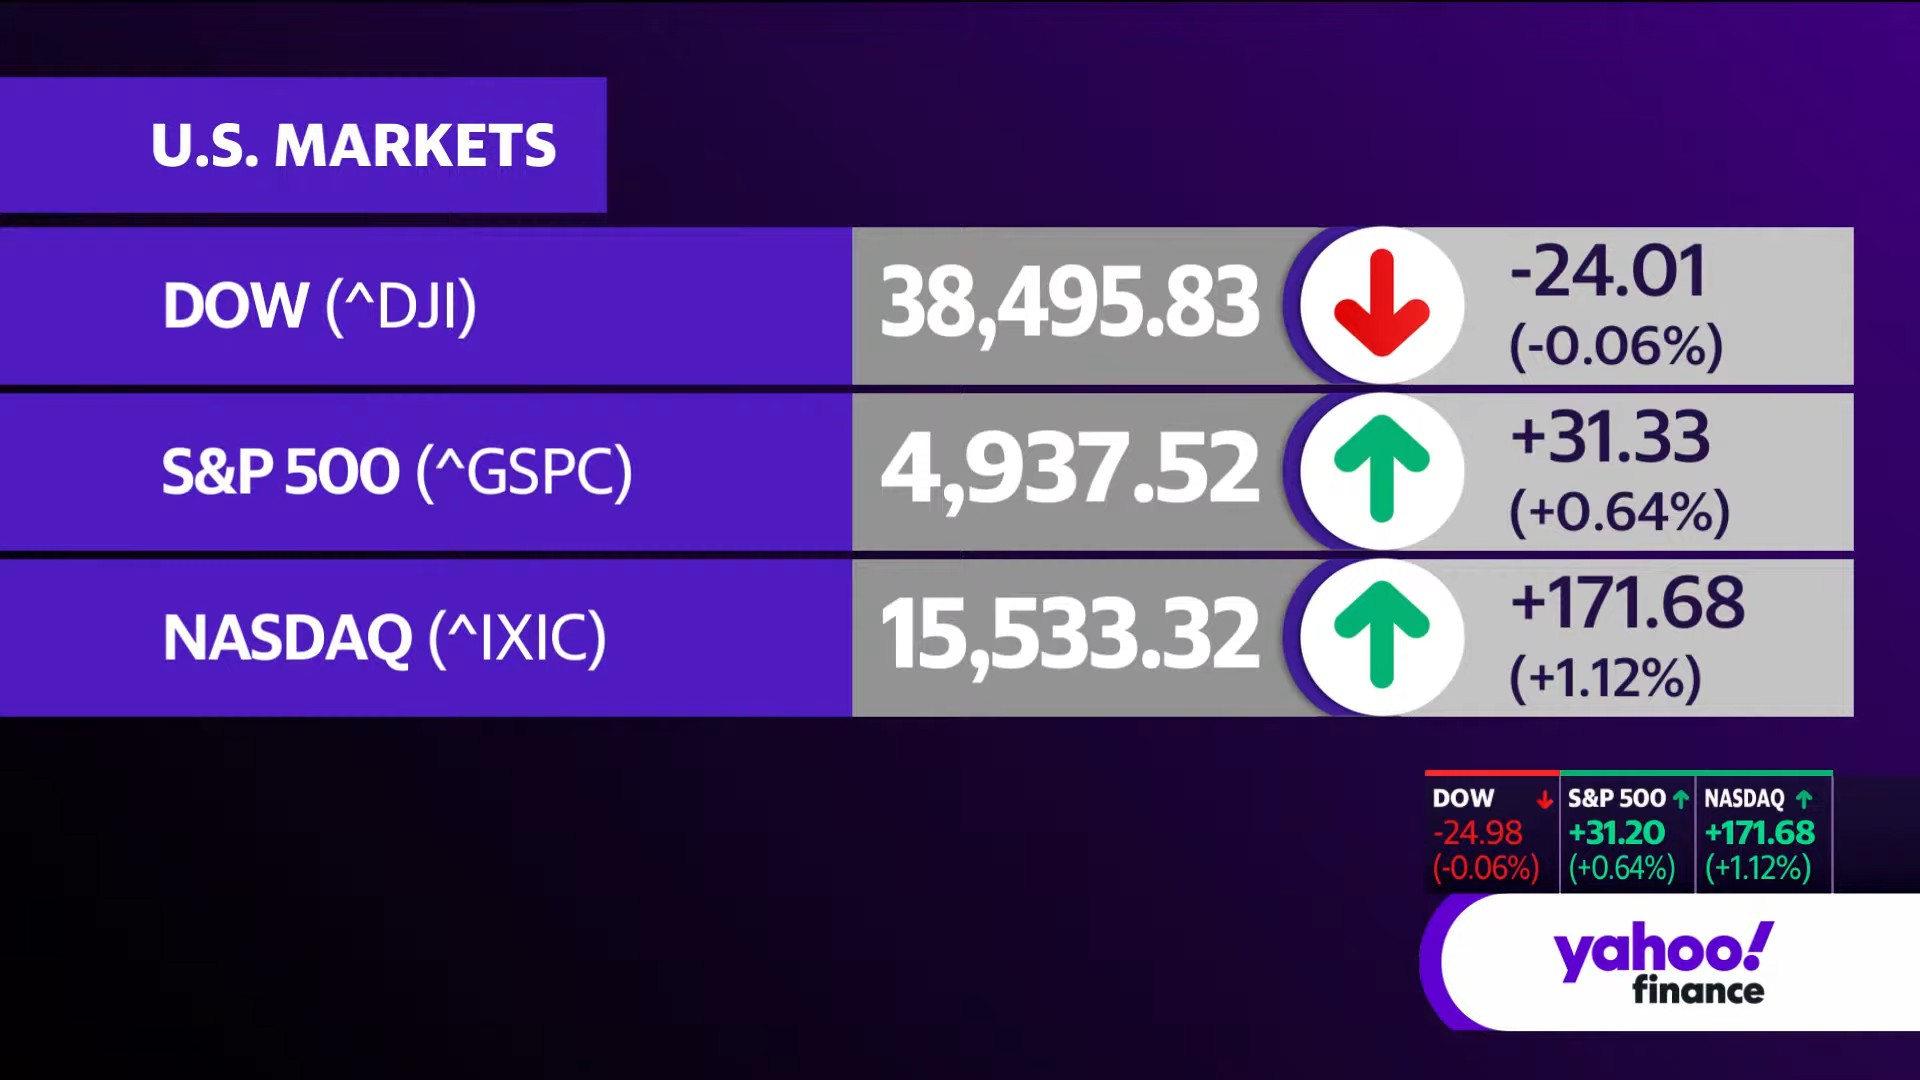 U.S. MARKETS
DOW (^DJI) 38,495.83 -24.01
(-0.06%)
S&P 500 (^GSPC) 4,937.52 +31.33
(+0.64%)
NASDAQ (^IXIC) 15,533.32 +171.68
(+1.12%)
DOW S&P 500 NASDAQ
-24.98 +31.20 +171.68
(-0.06%) (+0.64%) (+1.12%)
yahoo!
finance